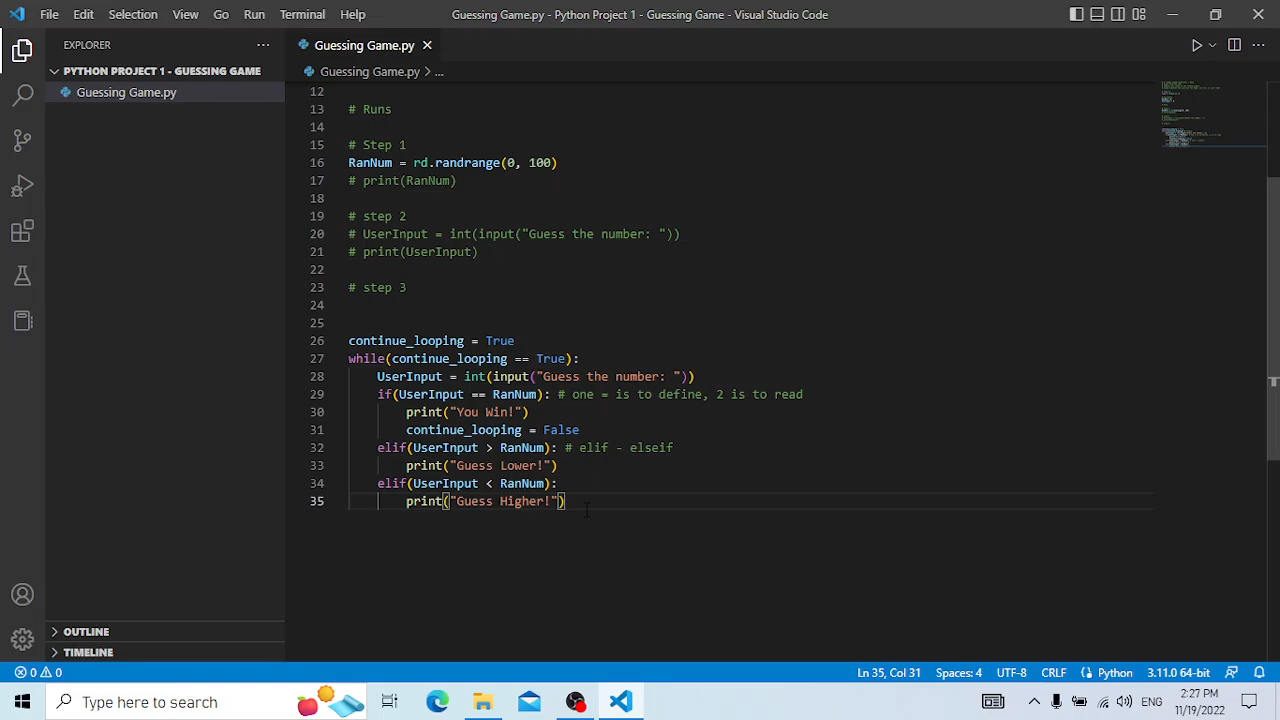 File Edit Selection View Go Run Terminal Help Guessing Game.py - Python Project 1 - Guessing Game - Visual Studio Code
EXPLORER
Guessing Game.py
PYTHON PROJECT 1 - GUESSING GAME
Guessing Game.py > ...
Guessing Game.py
12
13 # Runs
14
15 # Step 1
16 RanNum = rd.randrange(0, 100)
17 # print(RanNum)
18
19 # step 2
20 # UserInput = int(input("Guess the number: "))
21 # print(UserInput)
22
23 # step 3
24
25
26 continue_looping = True
27 while(continue_looping == True):
28 UserInput = int(input("Guess the number: "))
29 if(UserInput == RanNum): # one = is to define, 2 is to read
30 print("You Win!")
31 continue_looping = False
32 elif(UserInput > RanNum): # elif - elseif
33 print("Guess Lower!")
34 elif(UserInput < RanNum):
35 print("Guess Higher!")
OUTLINE
TIMELINE
0 0 Ln 35, Col 31 Spaces: 4 UTF-8 CRLF Python 3.11.0 64-bit
Type here to search ENG 2:27 PM
11/19/2022